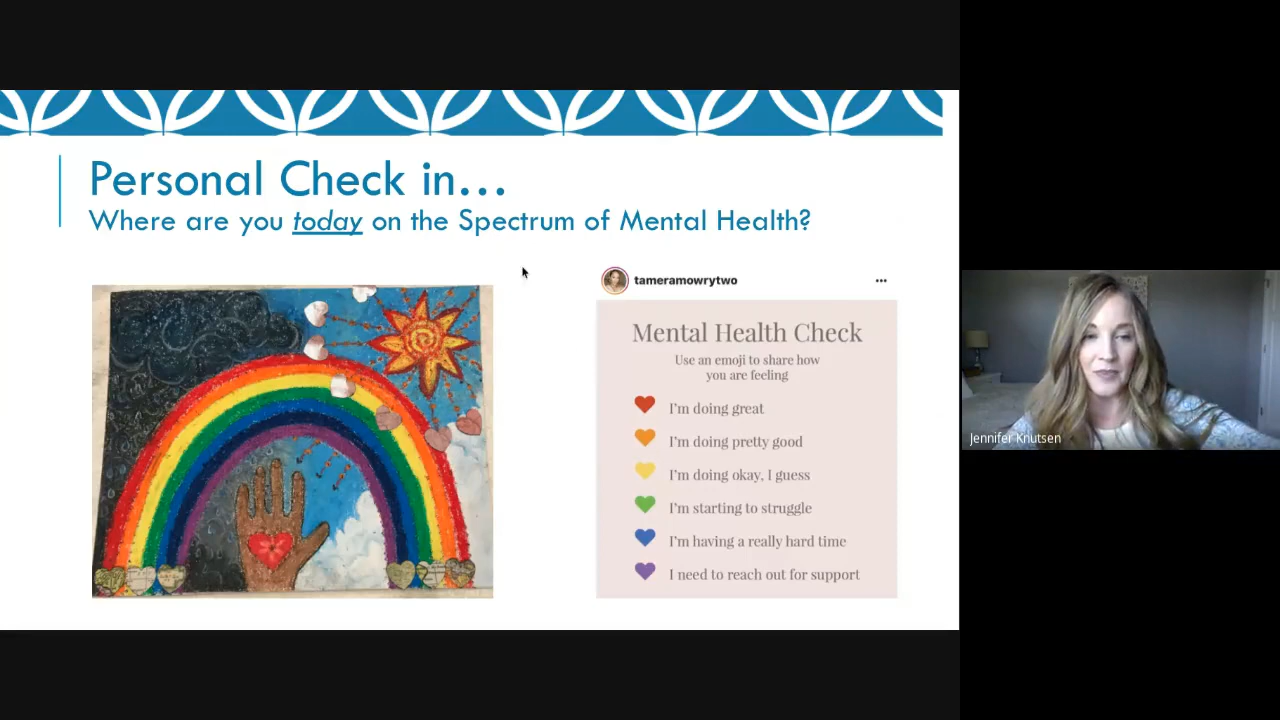 Personal Check in...
Where are you today on the Spectrum of Mental Health?
tameramowrytwo
Mental Health Check
Use an emoji to share how
you are feeling
I'm doing great
I'm doing pretty good
I'm doing okay, I guess
I'm starting to struggle
I'm having a really hard time
I need to reach out for support
Jennifer Knutsen